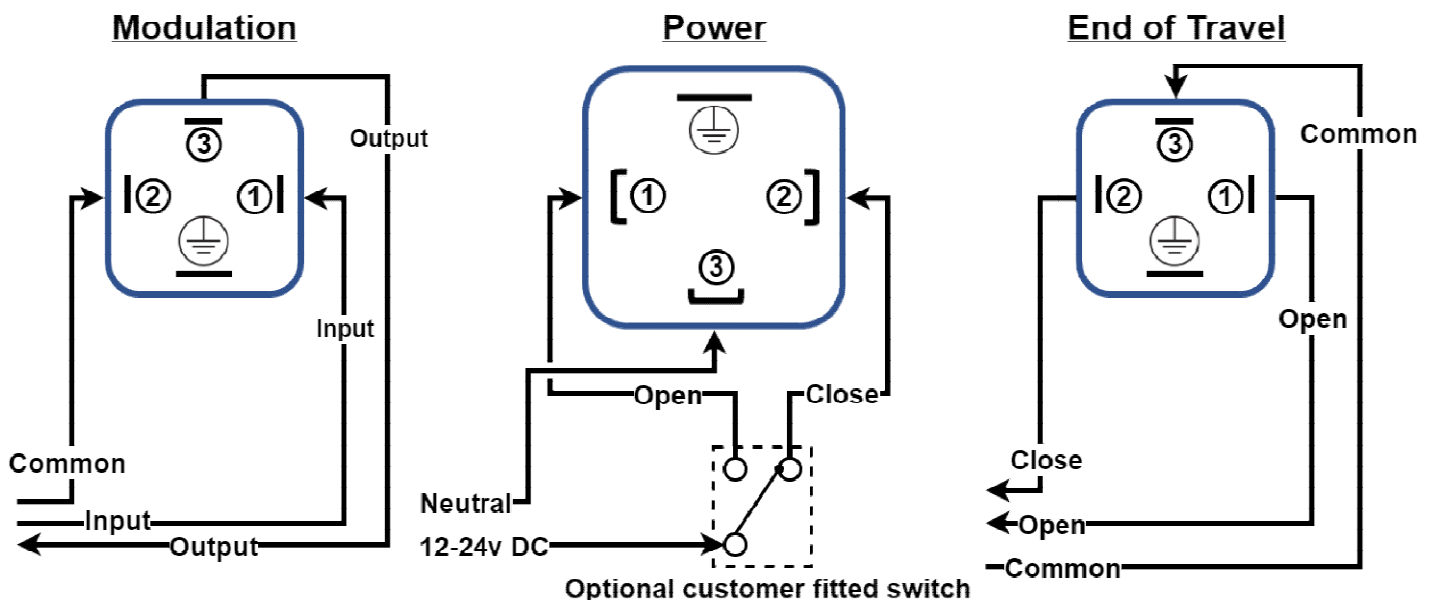 Modulation
Power
End of Travel
3
Output
2
1
Input
Common
Input
Output
1
2
3
Open
Close
Neutral
12-24v DC
Optional customer fitted switch
3
Common
2
1
Open
Close
Open
Common